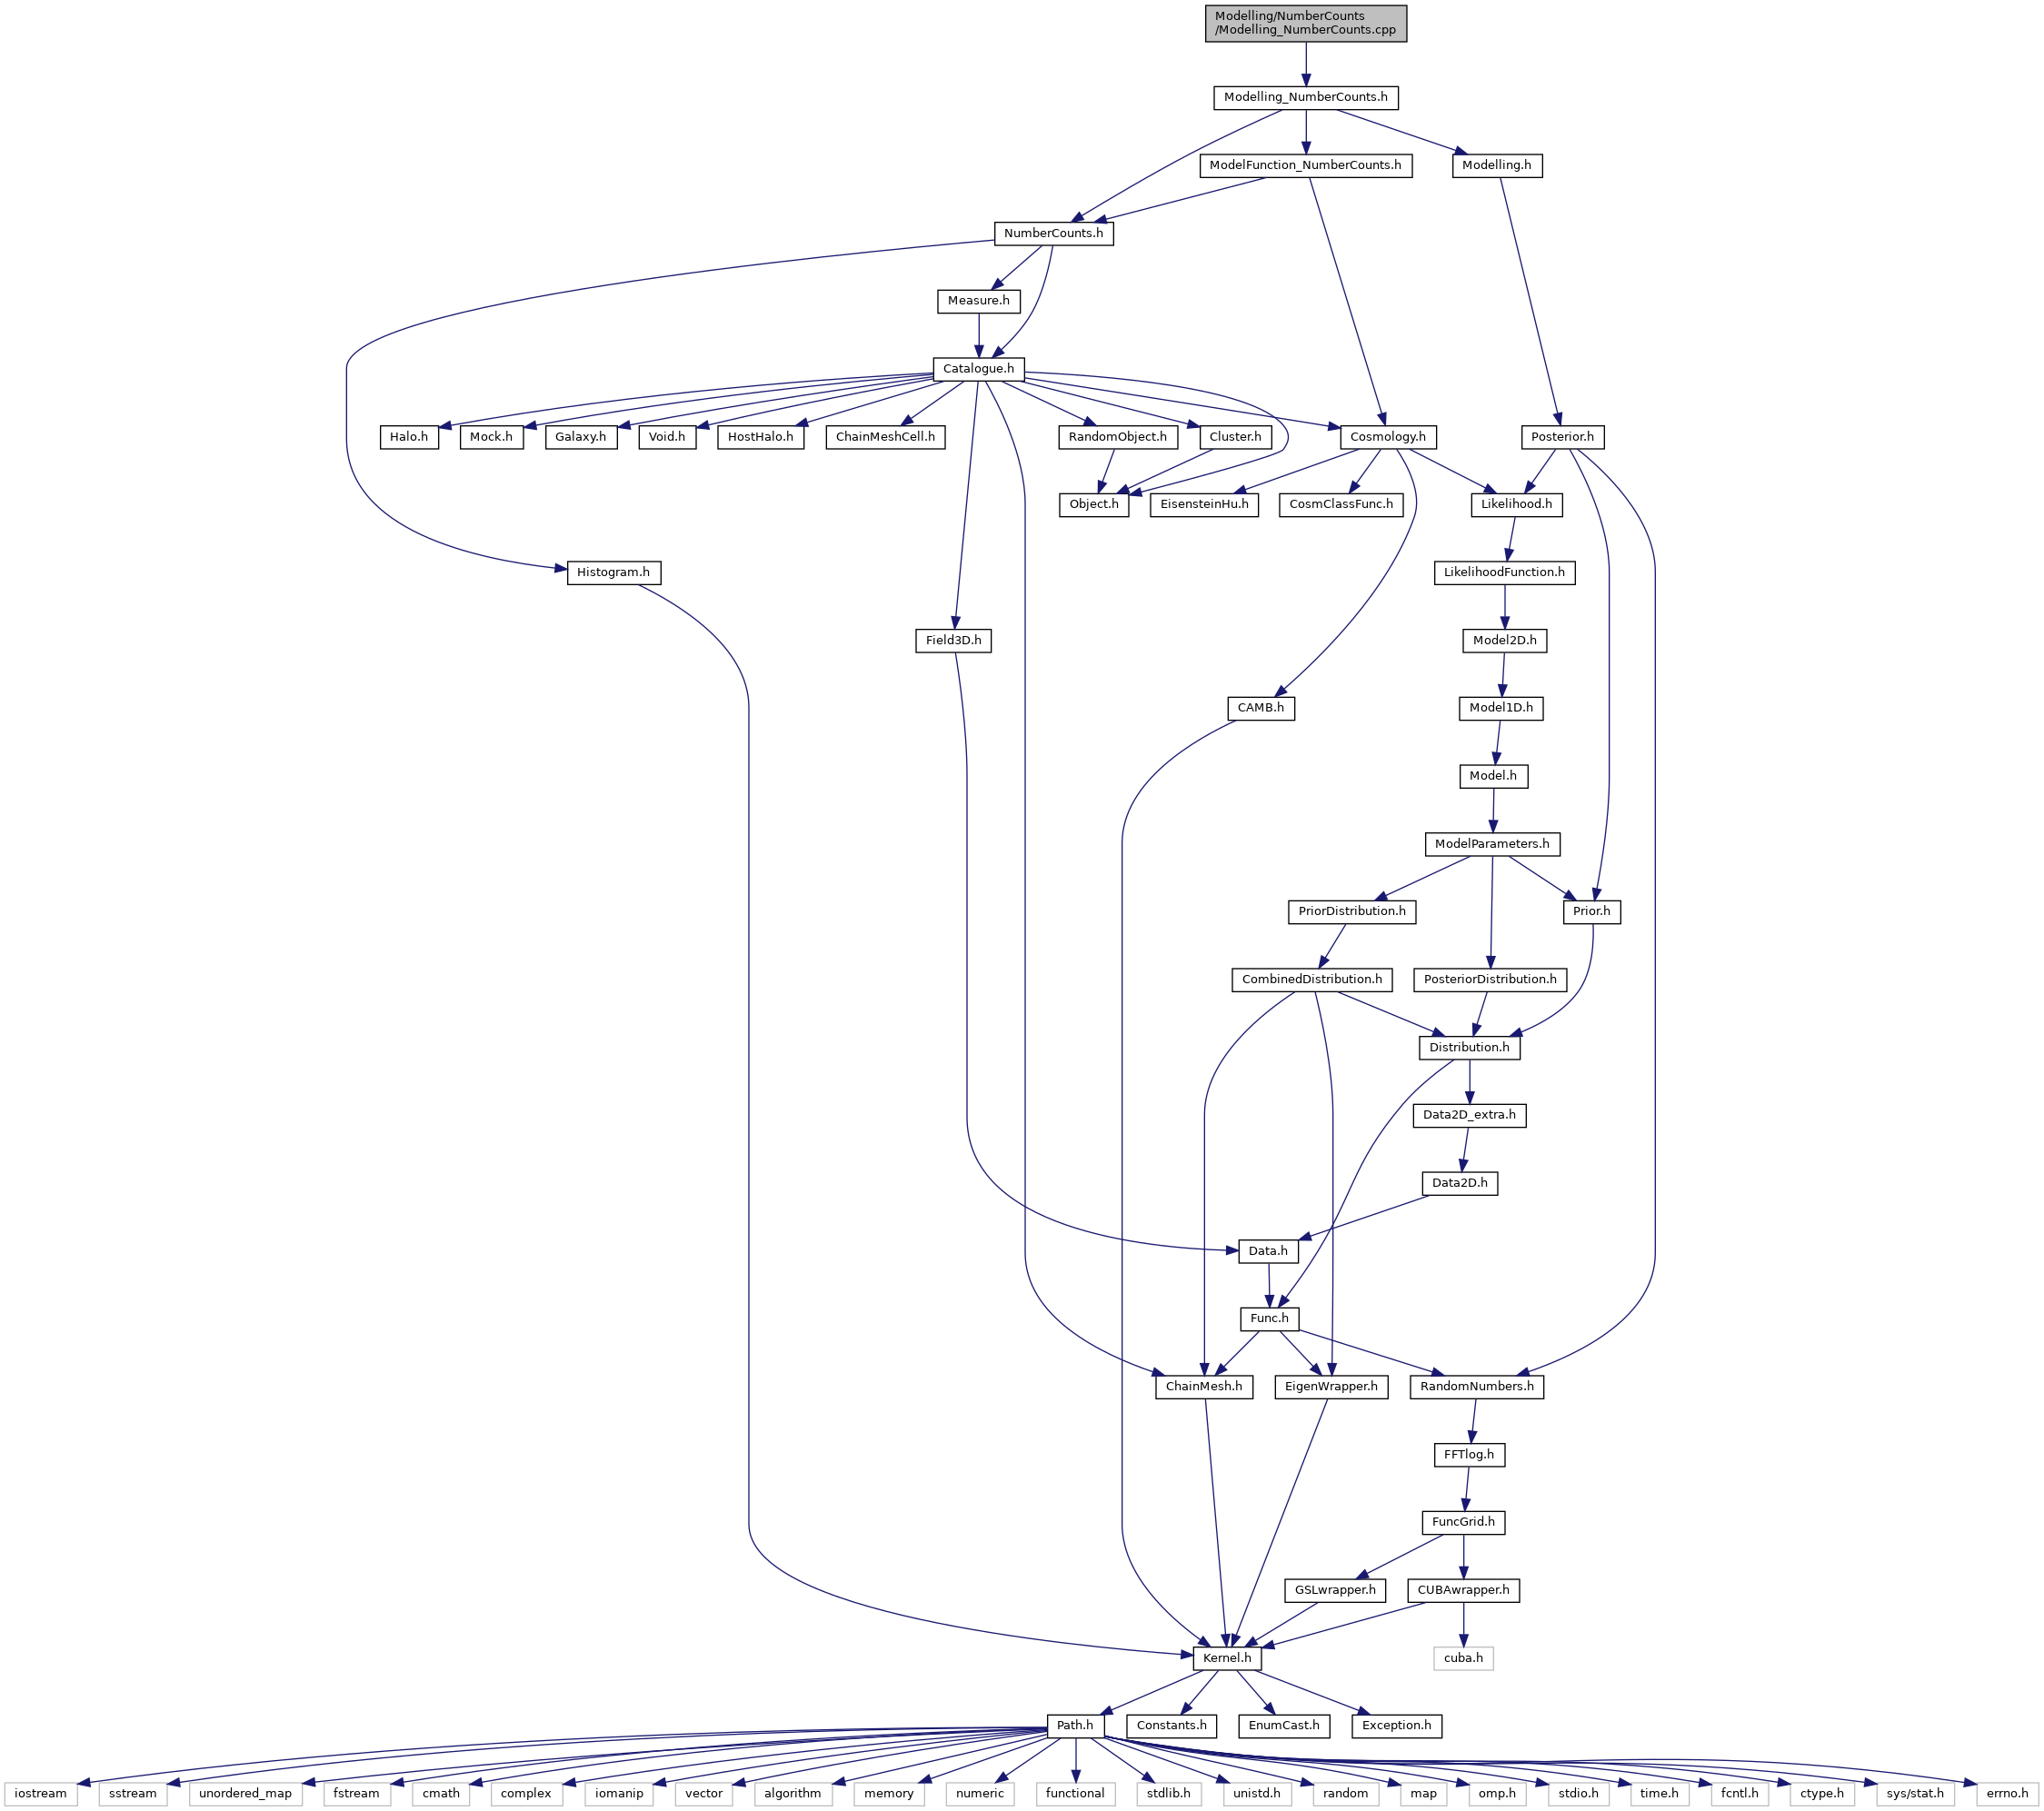 Modelling/NumberCounts
/Modelling_NumberCounts.cpp
Modelling_NumberCounts.h
ModelFunction_NumberCounts.h
Modelling.h
NumberCounts.h
Measure.h
Catalogue.h
Halo.h
Mock.h
Galaxy.h
Void.h
HostHalo.h
ChainMeshCell.h
RandomObject.h
Cluster.h
Cosmology.h
Posterior.h
Object.h
EisensteinHu.h
CosmClassFunc.h
Likelihood.h
Histogram.h
LikelihoodFunction.h
Field3D.h
Model2D.h
CAMB.h
Model1D.h
Model.h
ModelParameters.h
PriorDistribution.h
Prior.h
CombinedDistribution.h
PosteriorDistribution.h
Distribution.h
Data2D_extra.h
Data2D.h
Data.h
Func.h
ChainMesh.h
EigenWrapper.h
RandomNumbers.h
FFTlog.h
FuncGrid.h
GSLwrapper.h
CUBAwrapper.h
Kernel.h
cuba.h
Path.h
Constants.h
EnumCast.h
Exception.h
iostream
sstream
unordered_map
fstream
cmath
complex
iomanip
vector
algorithm
memory
numeric
functional
stdlib.h
unistd.h
random
map
omp.h
stdio.h
time.h
fcntl.h
ctype.h
sys/stat.h
errno.h